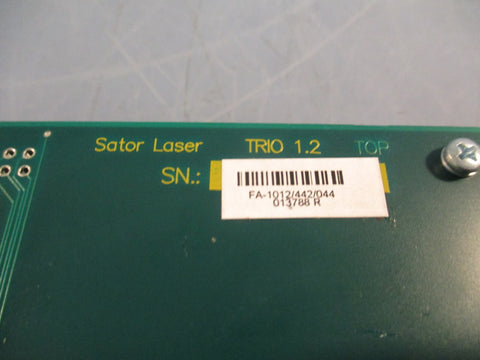 Sator Laser TRIO 1.2 TOP
SN.:
FA-1012/442/044
013788 R